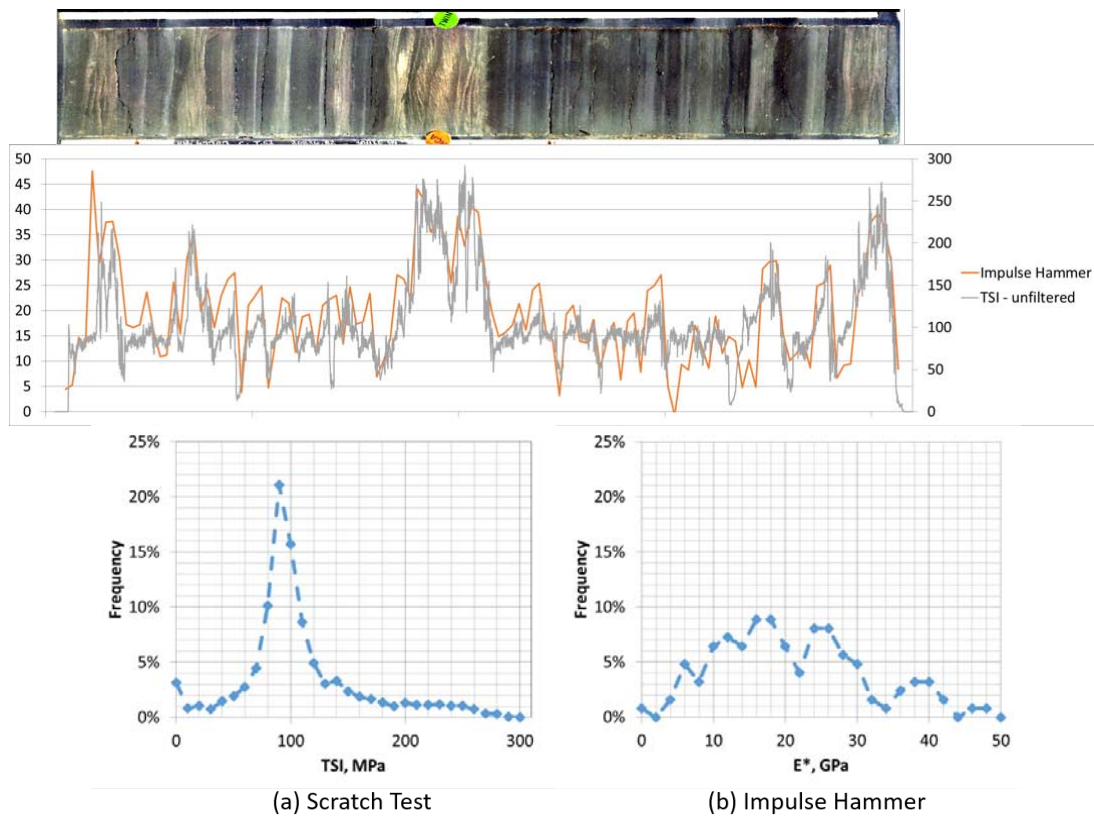 TWIN
50 45 40 35 30 25 20 15 10 5 0
300 250 200 150 100 50 0
Impulse Hammer
TSI - unfiltered
25% 20% 15% 10% 5% 0%
Frequency
0 100 200 300
TSI, MPa
(a) Scratch Test
25% 20% 15% 10% 5% 0%
Frequency
0 10 20 30 40 50
E*, GPa
(b) Impulse Hammer